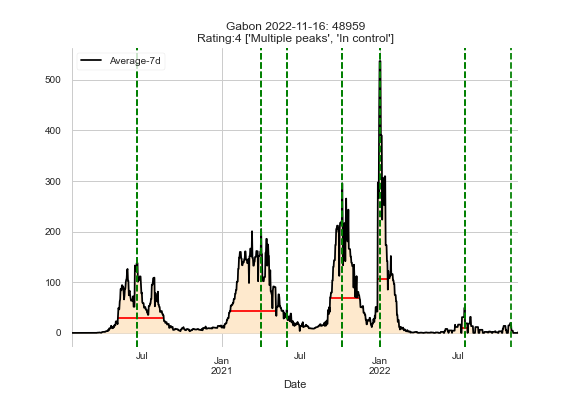 Gabon 2022-11-16: 48959
Rating:4 ['Multiple peaks', 'In control']
Average-7d
500
400
300
200
100
0
Jul
Jan
2021
Jul
Jan
2022
Jul
Date